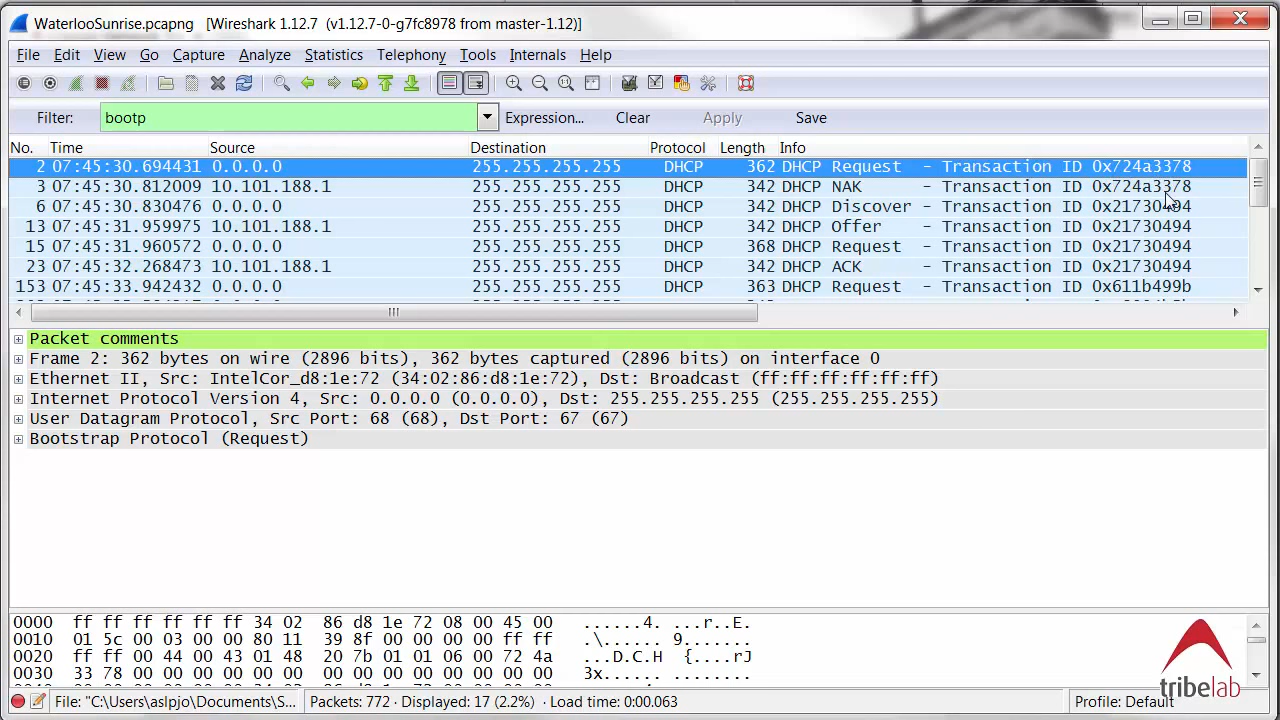 WaterlooSunrise.pcapng [Wireshark 1.12.7 (v1.12.7-0-g7fc8978 from master-1.12)]
File Edit View Go Capture Analyze Statistics Telephony Tools Internals Help
Filter: bootp Expression... Clear Apply Save
No. Time Source Destination Protocol Length Info
2 07:45:30.694431 0.0.0.0 255.255.255.255 DHCP 362 DHCP Request - Transaction ID 0x724a3378
3 07:45:30.812009 10.101.188.1 255.255.255.255 DHCP 342 DHCP NAK - Transaction ID 0x724a3378
6 07:45:30.830476 0.0.0.0 255.255.255.255 DHCP 342 DHCP Discover - Transaction ID 0x21730494
13 07:45:31.959975 10.101.188.1 255.255.255.255 DHCP 342 DHCP Offer - Transaction ID 0x21730494
15 07:45:31.960572 0.0.0.0 255.255.255.255 DHCP 368 DHCP Request - Transaction ID 0x21730494
23 07:45:32.268473 10.101.188.1 255.255.255.255 DHCP 342 DHCP ACK - Transaction ID 0x21730494
153 07:45:33.942432 0.0.0.0 255.255.255.255 DHCP 363 DHCP Request - Transaction ID 0x611b499b
Packet comments
Frame 2: 362 bytes on wire (2896 bits), 362 bytes captured (2896 bits) on interface 0
Ethernet II, Src: IntelCor_d8:1e:72 (34:02:86:d8:1e:72), Dst: Broadcast (ff:ff:ff:ff:ff:ff)
Internet Protocol Version 4, Src: 0.0.0.0 (0.0.0.0), Dst: 255.255.255.255 (255.255.255.255)
User Datagram Protocol, Src Port: 68 (68), Dst Port: 67 (67)
Bootstrap Protocol (Request)
0000 ff ff ff ff ff ff 34 02 86 d8 1e 72 08 00 45 00 ......4. ...r..E.
0010 01 5c 00 03 00 00 80 11 39 8f 00 00 00 00 ff ff .\...... 9.......
0020 ff ff 00 44 00 43 01 48 20 7b 01 01 06 00 72 4a ...D.C.H {....rJ
0030 33 78 00 00 00 00 00 00 00 00 00 00 00 00 00 00 3x...... ........
tribelab
File: "C:\Users\aslpjo\Documents\S... Packets: 772 · Displayed: 17 (2.2%) · Load time: 0:00.063 Profile: Default